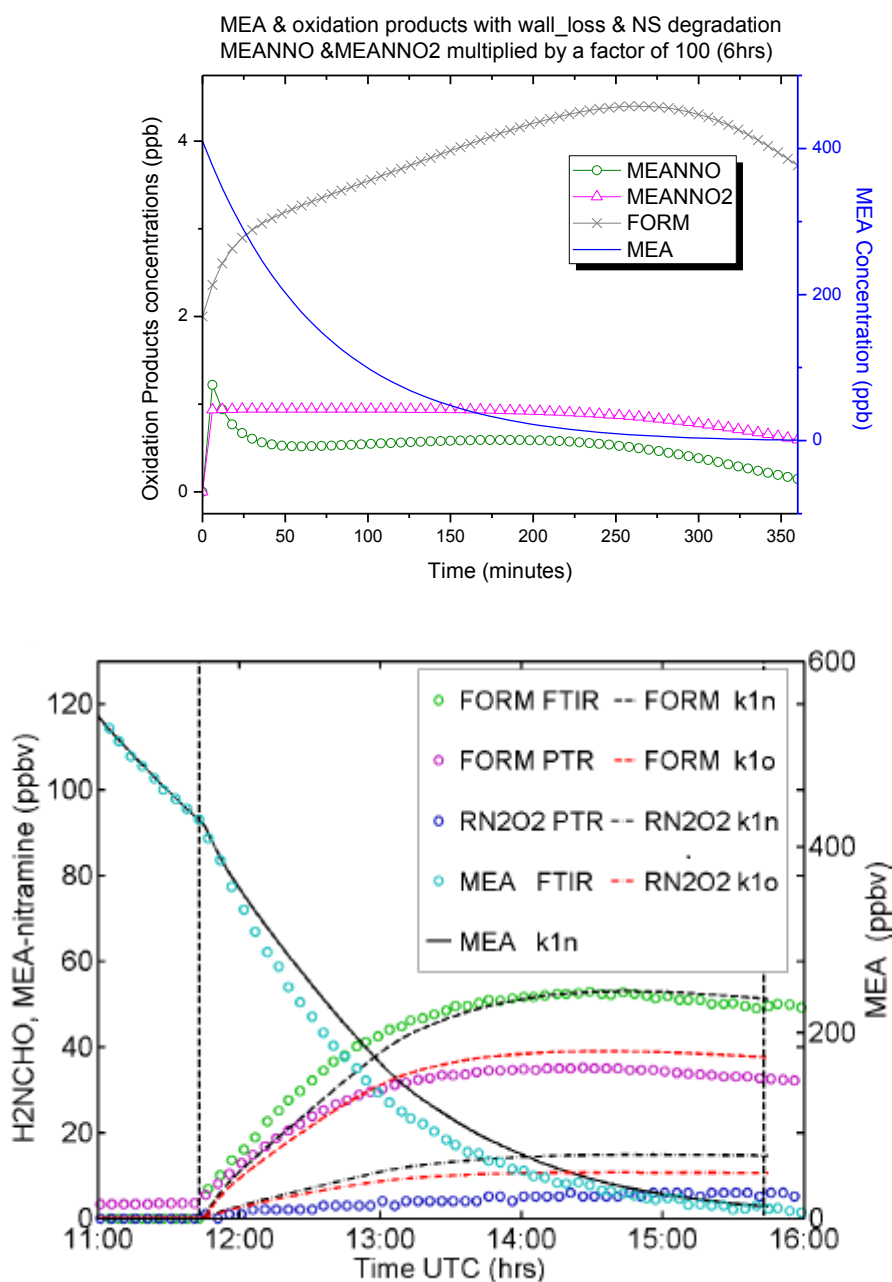 MEA & oxidation products with wall_loss & NS degradation
MEANNO &MEANNO2 multiplied by a factor of 100 (6hrs)
Oxidation Products concentrations (ppb)
4
2
0
MEANNO
MEANNO2
FORM
MEA
400
200
0
MEA Concentration (ppb)
0 50 100 150 200 250 300 350
Time (minutes)
H2NCHO, MEA-nitramine (ppbv)
120
100
80
60
40
20
0
FORM FTIR FORM k1n
FORM PTR FORM k1o
RN2O2 PTR RN2O2 k1n
MEA FTIR RN2O2 k1o
MEA k1n
600
400
200
0
MEA (ppbv)
11:00 12:00 13:00 14:00 15:00 16:00
Time UTC (hrs)